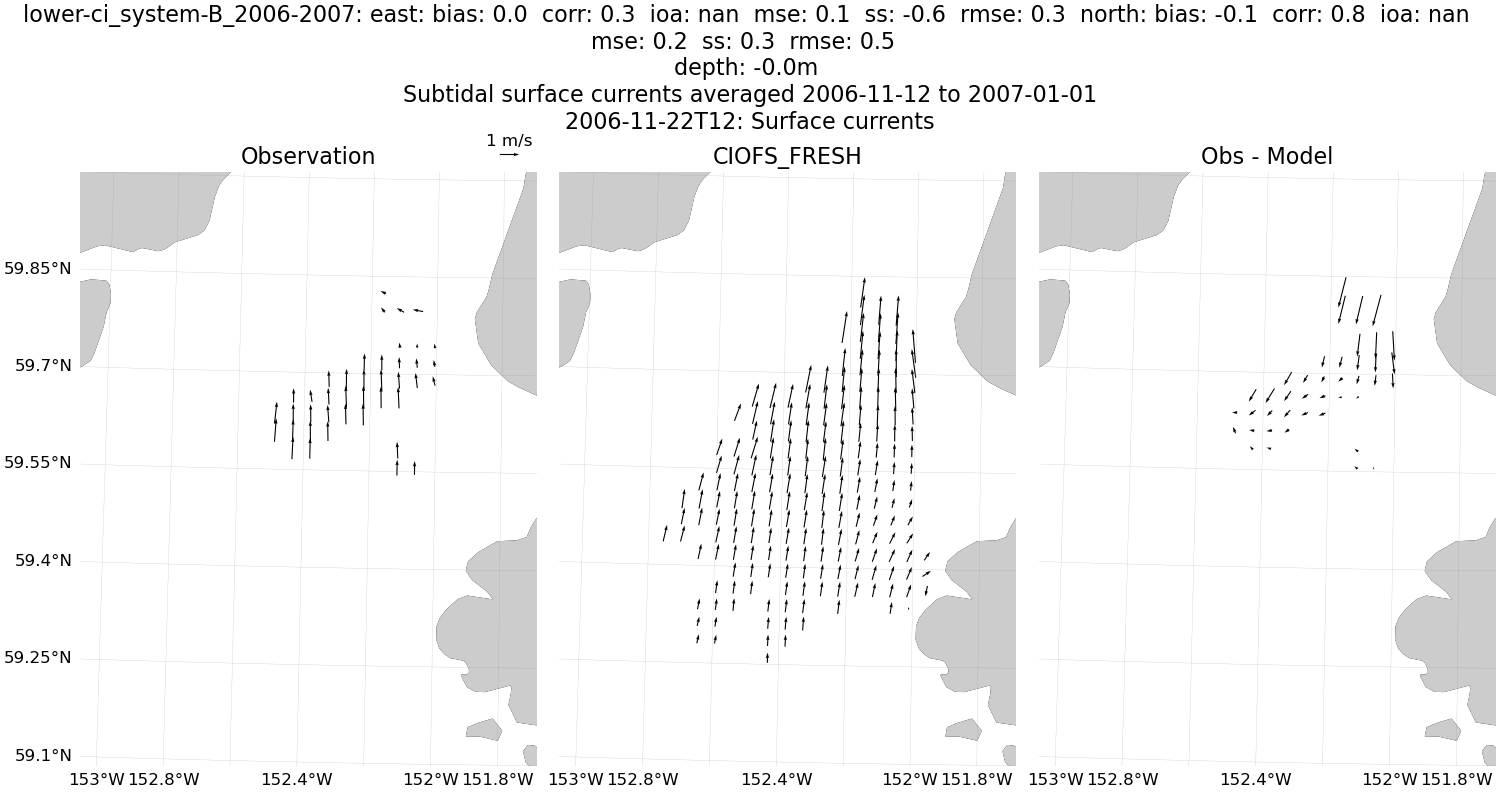 lower-ci_system-B_2006-2007: east: bias: 0.0  corr: 0.3  ioa: nan  mse: 0.1  ss: -0.6  rmse: 0.3  north: bias: -0.1  corr: 0.8  ioa: nan
mse: 0.2  ss: 0.3  rmse: 0.5
depth: -0.0m
Subtidal surface currents averaged 2006-11-12 to 2007-01-01
2006-11-22T12: Surface currents
1 m/s
Observation CIOFS_FRESH Obs - Model
59.85°N
59.7°N
59.55°N
59.4°N
59.25°N
59.1°N
153°W 152.8°W 152.4°W 152°W 151.8°W 153°W 152.8°W 152.4°W 152°W 151.8°W 153°W 152.8°W 152.4°W 152°W 151.8°W